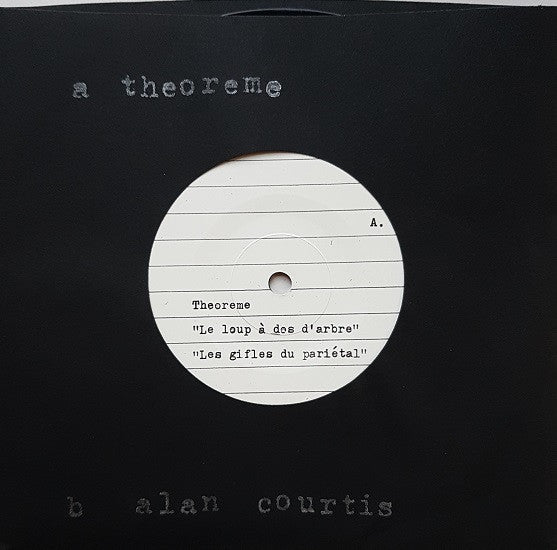 a theoreme
A.
Theoreme
"Le loup à dos d'arbre"
"Les gifles du pariétal"
b alan courtis